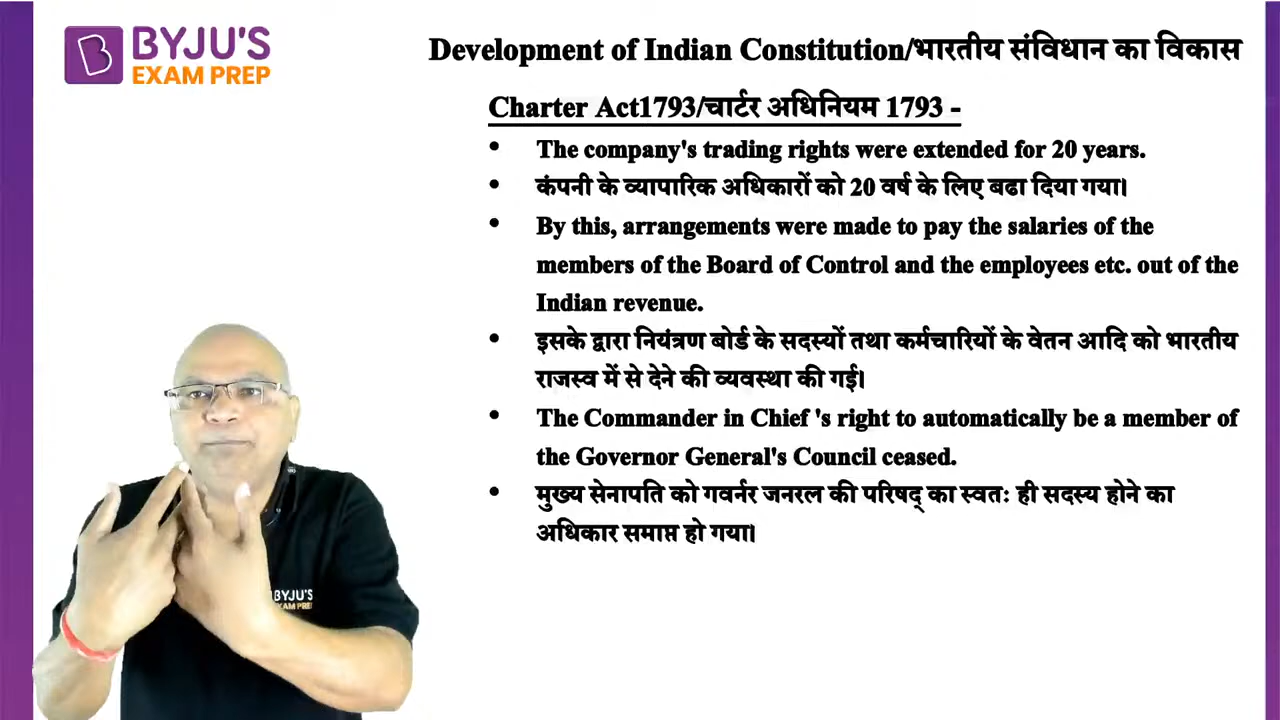 BYJU'S
EXAM PREP
Development of Indian Constitution/भारतीय संविधान का विकास
Charter Act1793/चार्टर अधिनियम 1793 -
• The company's trading rights were extended for 20 years.
• कंपनी के व्यापारिक अधिकारों को 20 वर्ष के लिए बढा दिया गया।
• By this, arrangements were made to pay the salaries of the
members of the Board of Control and the employees etc. out of the
Indian revenue.
• इसके द्वारा नियंत्रण बोर्ड के सदस्यों तथा कर्मचारियों के वेतन आदि को भारतीय
राजस्व में से देने की व्यवस्था की गई।
• The Commander in Chief 's right to automatically be a member of
the Governor General's Council ceased.
• मुख्य सेनापति को गवर्नर जनरल की परिषद् का स्वतः ही सदस्य होने का
अधिकार समाप्त हो गया।
BYJU'S
EXAM PREP